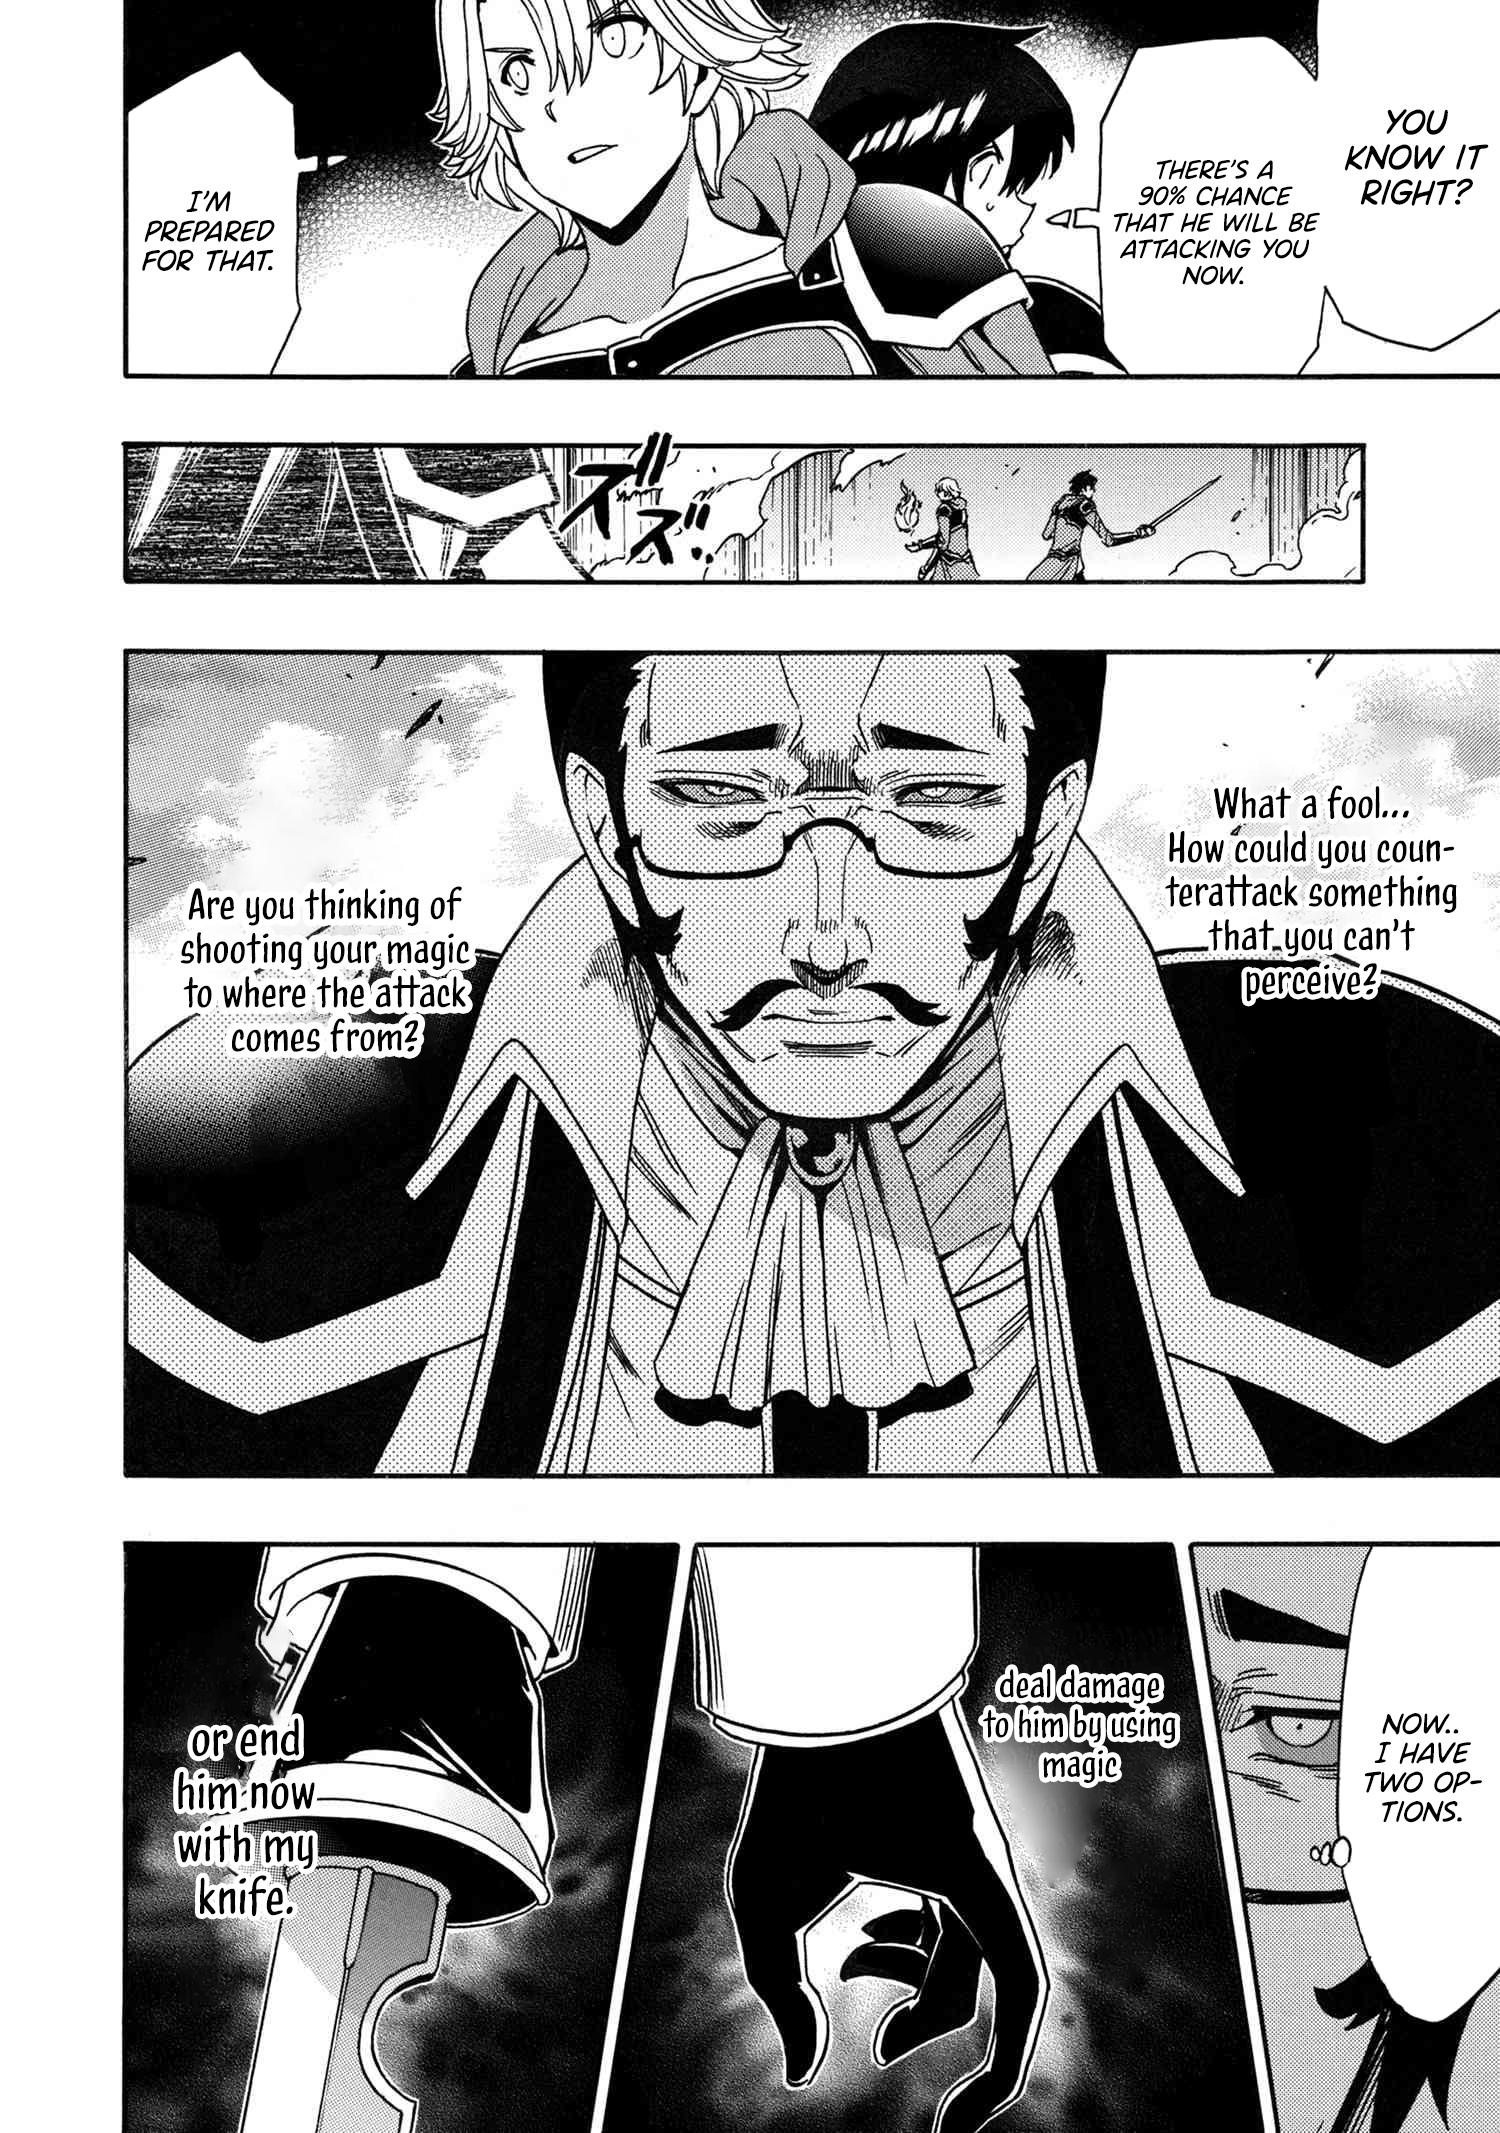 YOU
KNOW IT
RIGHT?
THERE'S A
90% CHANCE
THAT HE WILL BE
ATTACKING YOU
NOW.
I'M
PREPARED
FOR THAT.
ズズ
ズ..
What a fool...
How could you coun-
terattack something
that you can't
perceive?
Are you thinking of
shooting your magic
to where the attack
comes from?
NOW..
I HAVE
TWO OP-
TIONS.
deal damage
to him by using
magic
or end
him now
with my
knife.